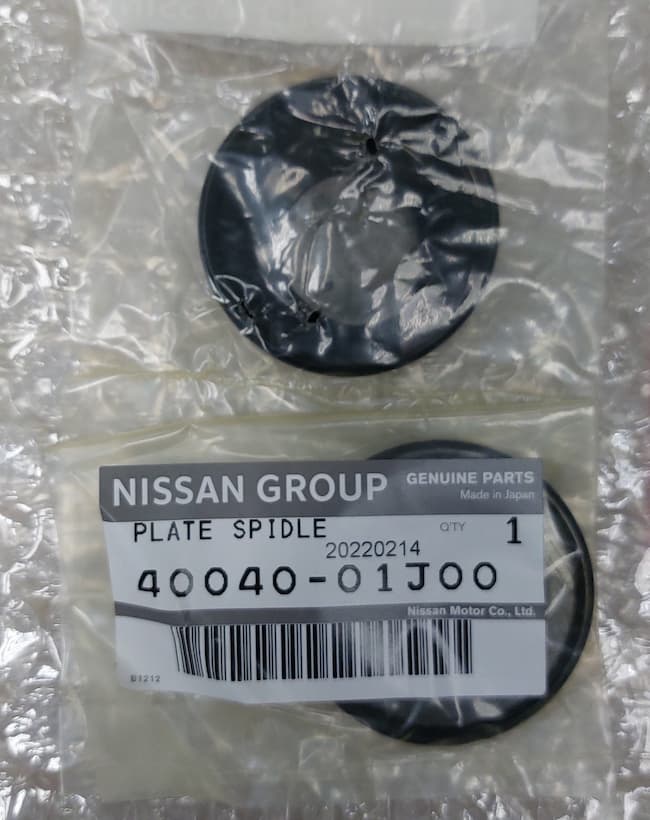 NISSAN GROUP
GENUINE PARTS
Made in Japan
PLATE SPIDLE
Q'TY 1
20220214
40040-01J00
Nissan Motor Co., Ltd.
B1212